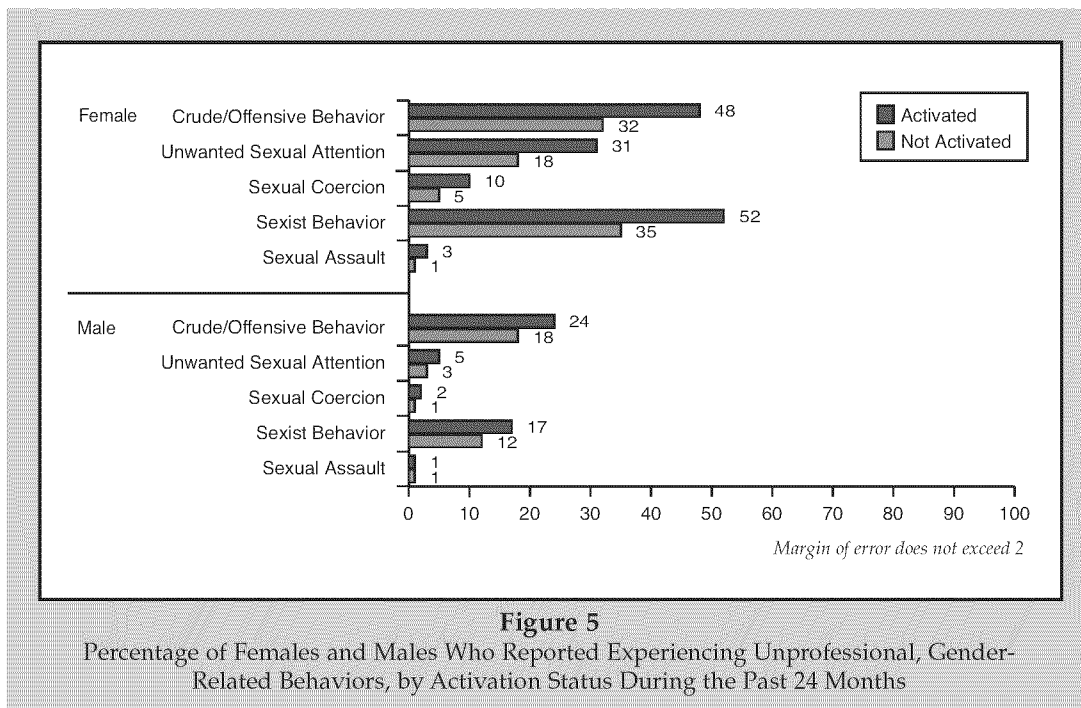 Female
Crude/Offensive Behavior 48
32
Unwanted Sexual Attention 31
18
Sexual Coercion 10
5
Sexist Behavior 52
35
Sexual Assault 3
1
Activated
Not Activated
Male
Crude/Offensive Behavior 24
18
Unwanted Sexual Attention 5
3
Sexual Coercion 2
1
Sexist Behavior 17
12
Sexual Assault 1
1
0 10 20 30 40 50 60 70 80 90 100
Margin of error does not exceed 2
Figure 5
Percentage of Females and Males Who Reported Experiencing Unprofessional, Gender-
Related Behaviors, by Activation Status During the Past 24 Months